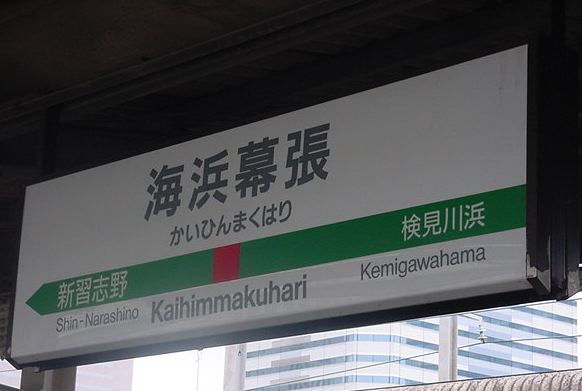 海浜幕張
かいひんまくはり
新習志野
検見川浜
Shin-Narashino
Kaihimmakuhari
Kemigawahama